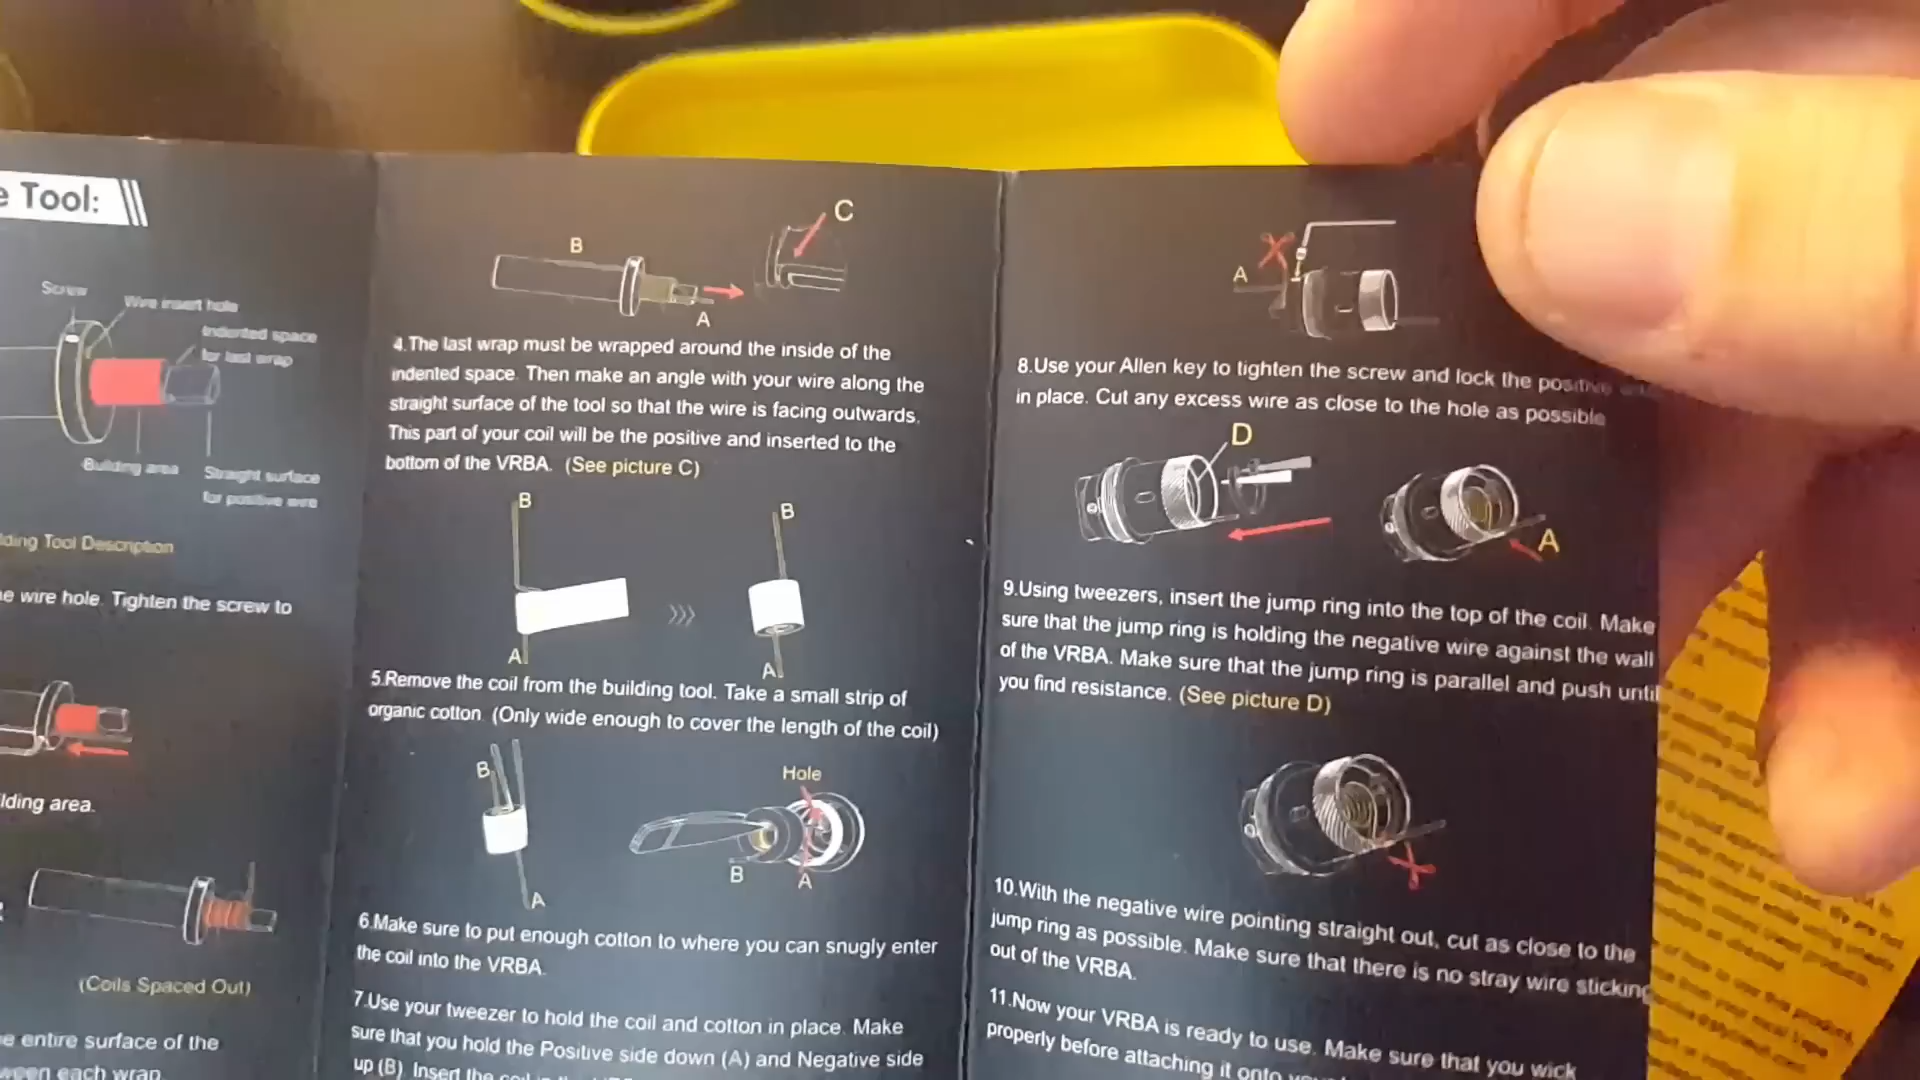 e Tool:
Screw
Wire insert hole
Indented space
for last wrap
Building area
Straight surface
for positive wire
lding Tool Description
e wire hole. Tighten the screw to
lding area.
(Coils Spaced Out)
e entire surface of the
ween each wrap.
B
C
A
4.The last wrap must be wrapped around the inside of the
indented space. Then make an angle with your wire along the
straight surface of the tool so that the wire is facing outwards.
This part of your coil will be the positive and inserted to the
bottom of the VRBA. (See picture C)
B
B
A
A
5.Remove the coil from the building tool. Take a small strip of
organic cotton. (Only wide enough to cover the length of the coil)
B
Hole
B
A
A
6.Make sure to put enough cotton to where you can snugly enter
the coil into the VRBA.
7.Use your tweezer to hold the coil and cotton in place. Make
sure that you hold the Positive side down (A) and Negative side
up (B) Insert the
A
8.Use your Allen key to tighten the screw and lock the positive
in place. Cut any excess wire as close to the hole as possible
D
A
9.Using tweezers, insert the jump ring into the top of the coil. Make
sure that the jump ring is holding the negative wire against the wall
of the VRBA. Make sure that the jump ring is parallel and push until
you find resistance. (See picture D)
10.With the negative wire pointing straight out, cut as close to the
jump ring as possible. Make sure that there is no stray wire sticking
out of the VRBA.
11.Now your VRBA is ready to use. Make sure that you wick
properly before attaching it onto